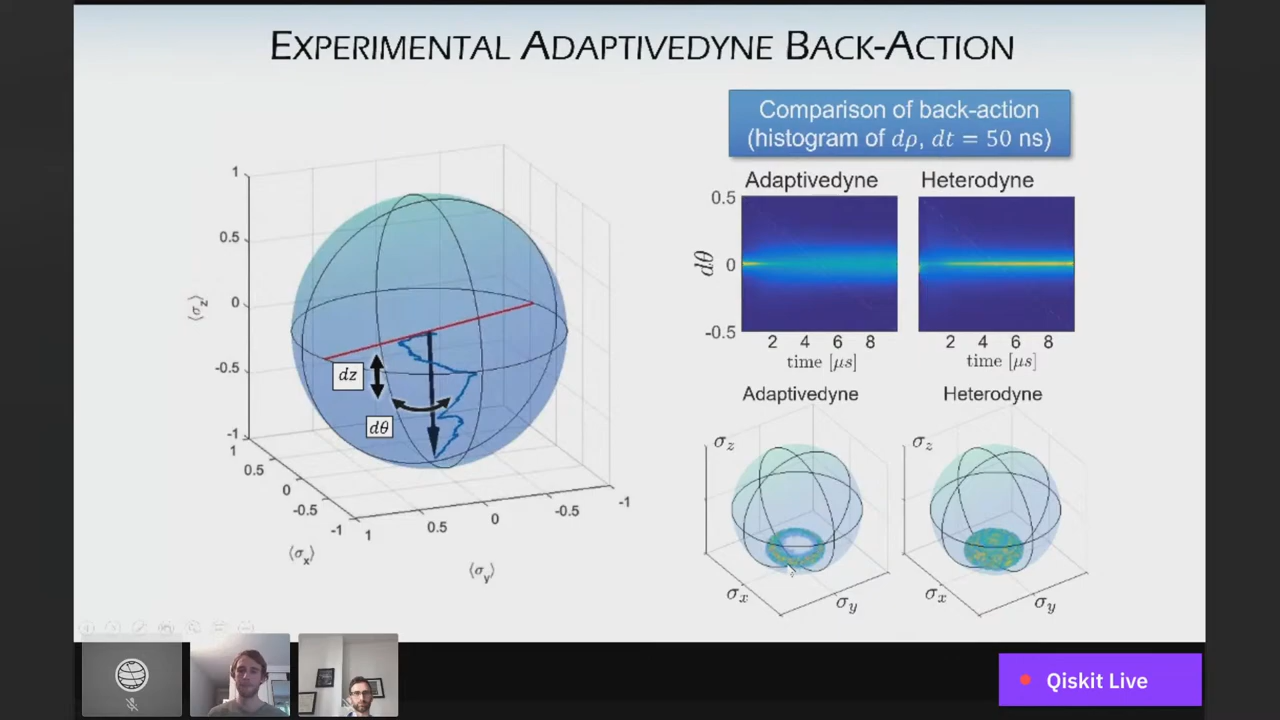 EXPERIMENTAL ADAPTIVEDYNE BACK-ACTION
Comparison of back-action
(histogram of dρ, dt = 50 ns)
Adaptivedyne
Heterodyne
0.5
0
-0.5
dθ
2 4 6 8
time [μs]
2 4 6 8
time [μs]
1
0.5
0
-0.5
-1
⟨σz⟩
dz
dθ
1
0.5
0
-0.5
-1
⟨σx⟩
1
0.5
0
-0.5
-1
⟨σy⟩
Adaptivedyne
Heterodyne
σz
σx
σy
σz
σx
σy
Qiskit Live